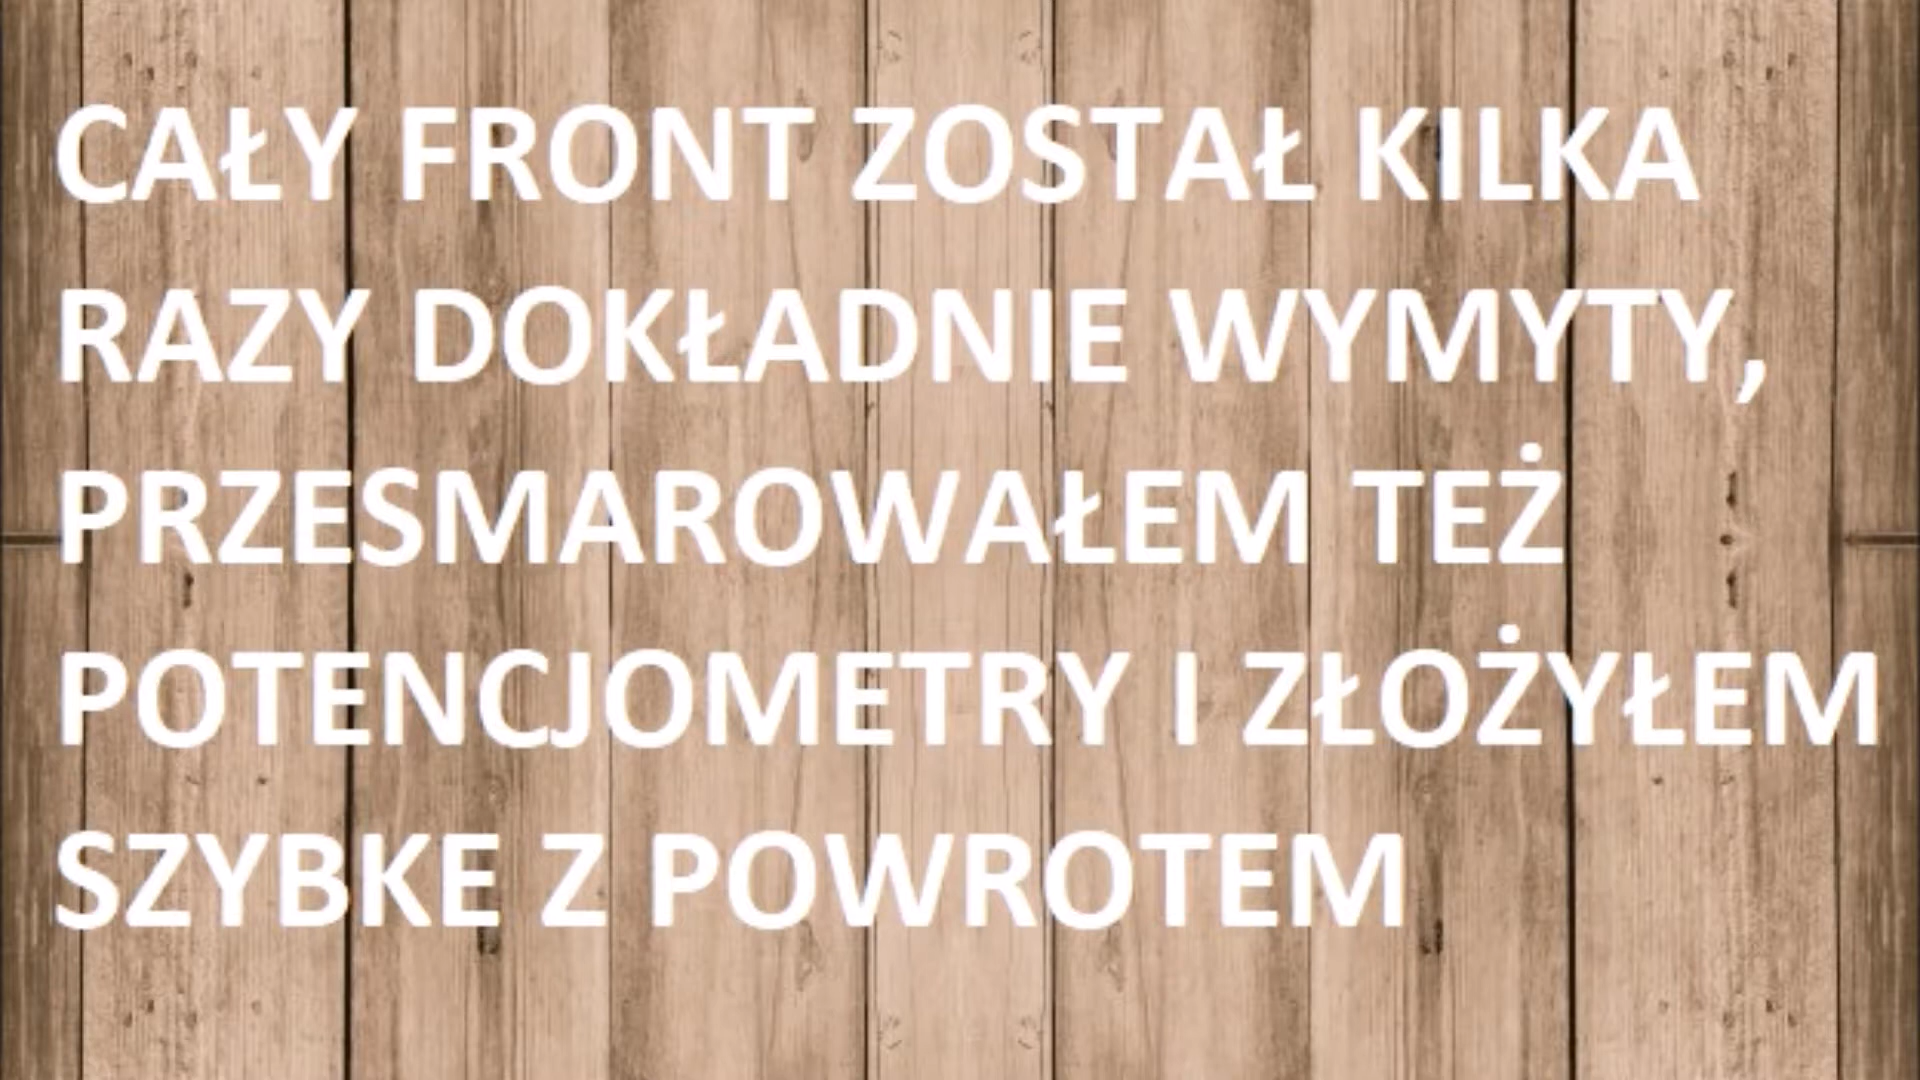 CAŁY FRONT ZOSTAŁ KILKA
RAZY DOKŁADNIE WYMYTY,
PRZESMAROWAŁEM TEŻ
POTENCJOMETRY I ZŁOŻYŁEM
SZYBKE Z POWROTEM